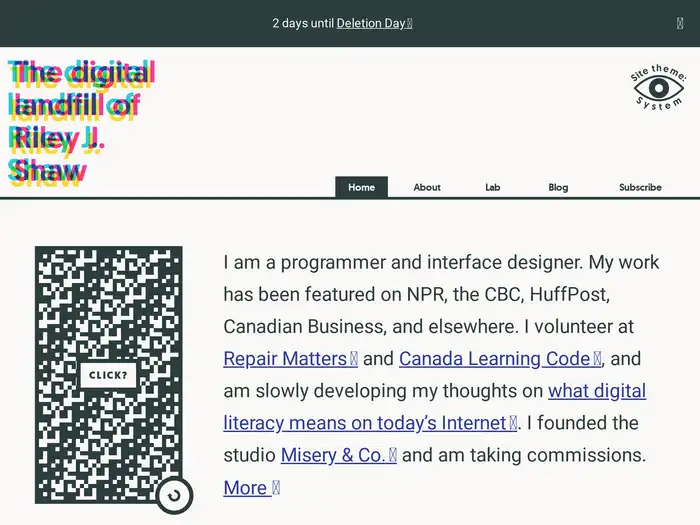 2 days until Deletion Day
The digital
landfill of
Riley J.
Shaw
Site theme:
System
Home About Lab Blog Subscribe
CLICK?
I am a programmer and interface designer. My work
has been featured on NPR, the CBC, HuffPost,
Canadian Business, and elsewhere. I volunteer at
Repair Matters and Canada Learning Code, and
am slowly developing my thoughts on what digital
literacy means on today’s Internet. I founded the
studio Misery & Co. and am taking commissions.
More